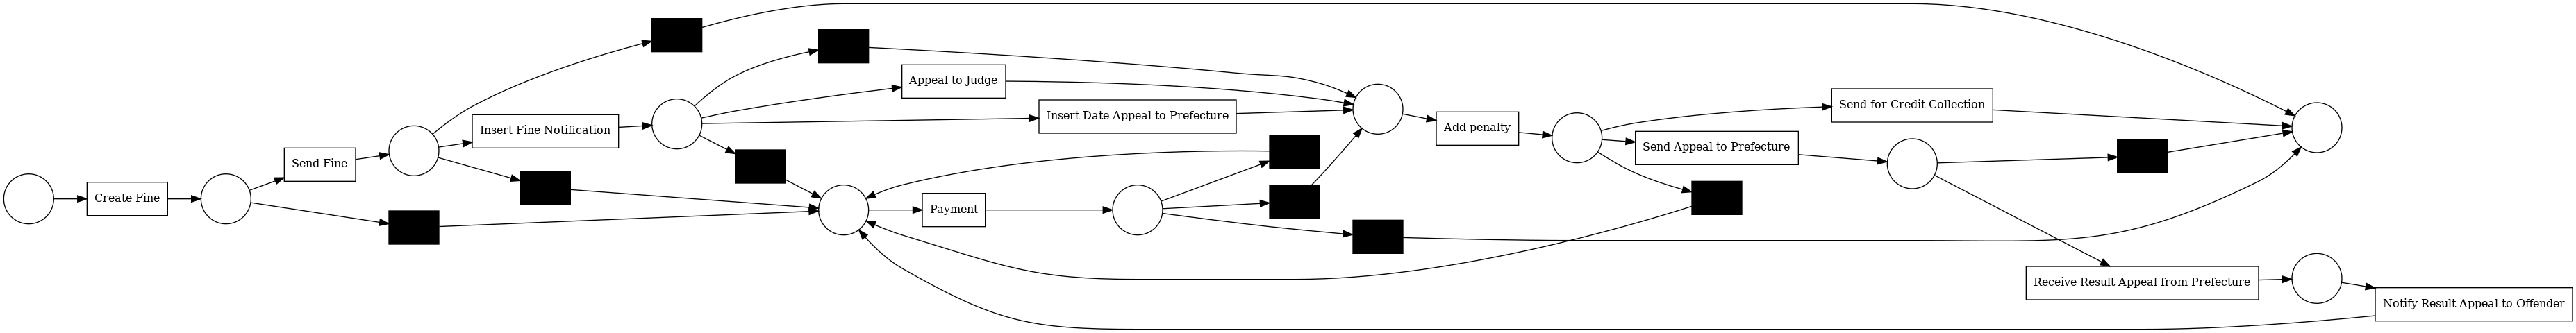 Create Fine
Send Fine
Insert Fine Notification
Appeal to Judge
Insert Date Appeal to Prefecture
Payment
Add penalty
Send for Credit Collection
Send Appeal to Prefecture
Receive Result Appeal from Prefecture
Notify Result Appeal to Offender